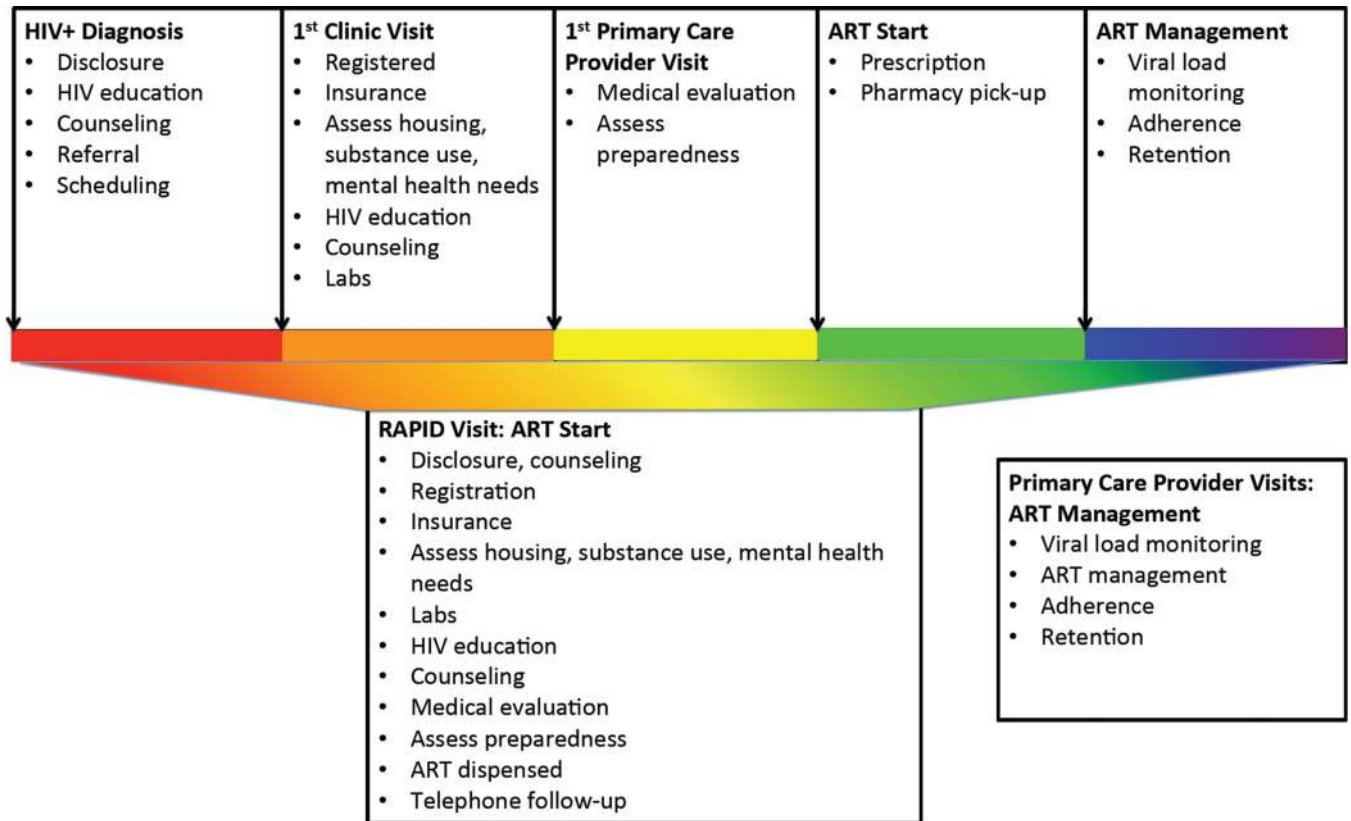 HIV+ Diagnosis
• Disclosure
• HIV education
• Counseling
• Referral
• Scheduling
1st Clinic Visit
• Registered
• Insurance
• Assess housing,
substance use,
mental health needs
• HIV education
• Counseling
• Labs
1st Primary Care
Provider Visit
• Medical evaluation
• Assess
preparedness
ART Start
• Prescription
• Pharmacy pick-up
ART Management
• Viral load
monitoring
• Adherence
• Retention
RAPID Visit: ART Start
• Disclosure, counseling
• Registration
• Insurance
• Assess housing, substance use, mental health
needs
• Labs
• HIV education
• Counseling
• Medical evaluation
• Assess preparedness
• ART dispensed
• Telephone follow-up
Primary Care Provider Visits:
ART Management
• Viral load monitoring
• ART management
• Adherence
• Retention